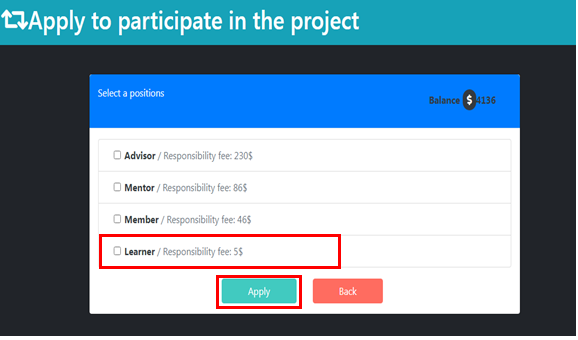 Apply to participate in the project
Select a positions
Balance $ 4136
Advisor / Responsibility fee: 230$
Mentor / Responsibility fee: 86$
Member / Responsibility fee: 46$
Learner / Responsibility fee: 5$
Apply Back